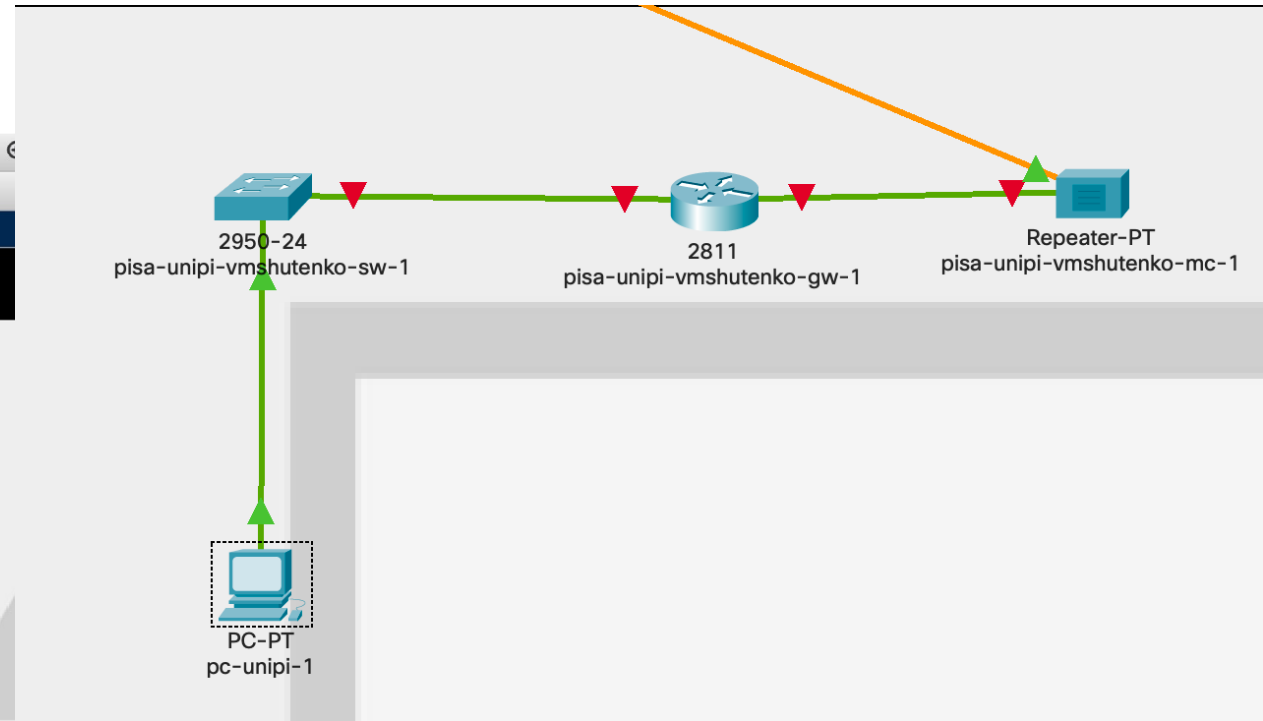 2950-24
pisa-unipi-vmshutenko-sw-1
2811
pisa-unipi-vmshutenko-gw-1
Repeater-PT
pisa-unipi-vmshutenko-mc-1
PC-PT
pc-unipi-1